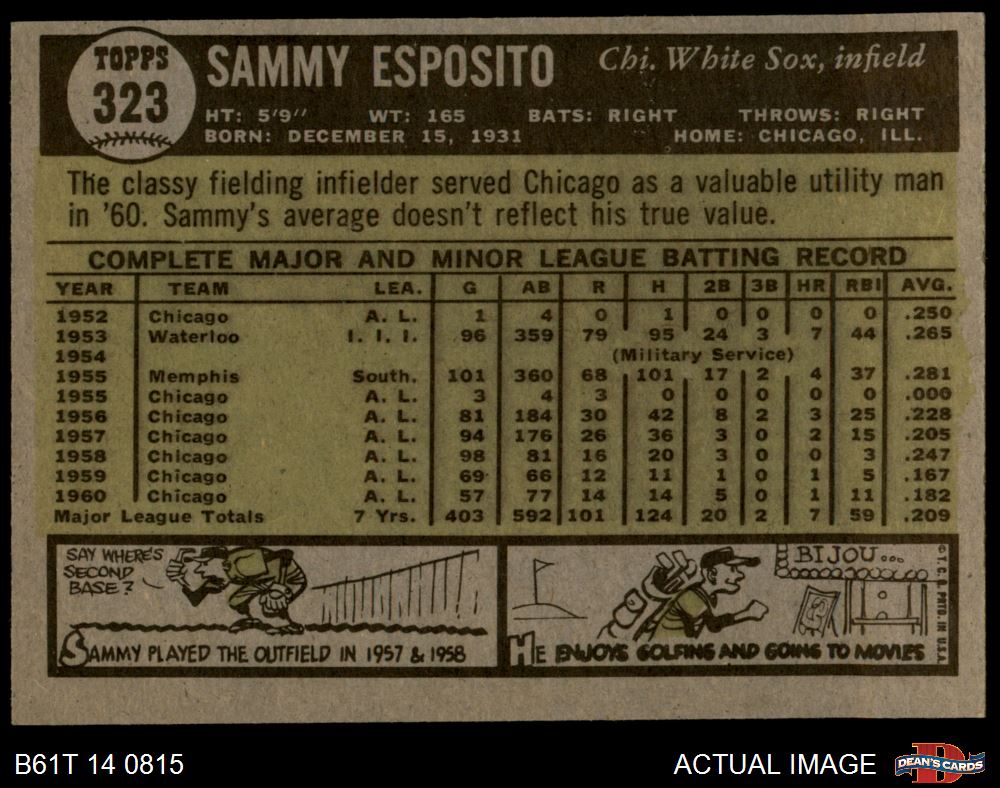 TOPPS
323
SAMMY ESPOSITO
Chi. White Sox, infield
HT: 5'9" WT: 165 BATS: RIGHT THROWS: RIGHT
BORN: DECEMBER 15, 1931 HOME: CHICAGO, ILL.
The classy fielding infielder served Chicago as a valuable utility man
in '60. Sammy's average doesn't reflect his true value.
COMPLETE MAJOR AND MINOR LEAGUE BATTING RECORD
YEAR TEAM LEA. G AB R H 2B 3B HR RBI AVG.
1952 Chicago A. L. 1 4 0 1 0 0 0 0 .250
1953 Waterloo I. I. I. 96 359 79 95 24 3 7 44 .265
1954 (Military Service)
1955 Memphis South. 101 360 68 101 17 2 4 37 .281
1955 Chicago A. L. 3 4 3 0 0 0 0 0 .000
1956 Chicago A. L. 81 184 30 42 8 2 3 25 .228
1957 Chicago A. L. 94 176 26 36 3 0 2 15 .205
1958 Chicago A. L. 98 81 16 20 3 0 0 3 .247
1959 Chicago A. L. 69 66 12 11 1 0 1 5 .167
1960 Chicago A. L. 57 77 14 14 5 0 1 11 .182
Major League Totals 7 Yrs. 403 592 101 124 20 2 7 59 .209
SAY WHERE'S
SECOND
BASE?
SAMMY PLAYED THE OUTFIELD IN 1957 & 1958
BIJOU...
HE ENJOYS GOLFING AND GOING TO MOVIES
© T. C. G. PRTD. IN U.S.A.
B61T 14 0815
ACTUAL IMAGE
D
DEAN'S CARDS